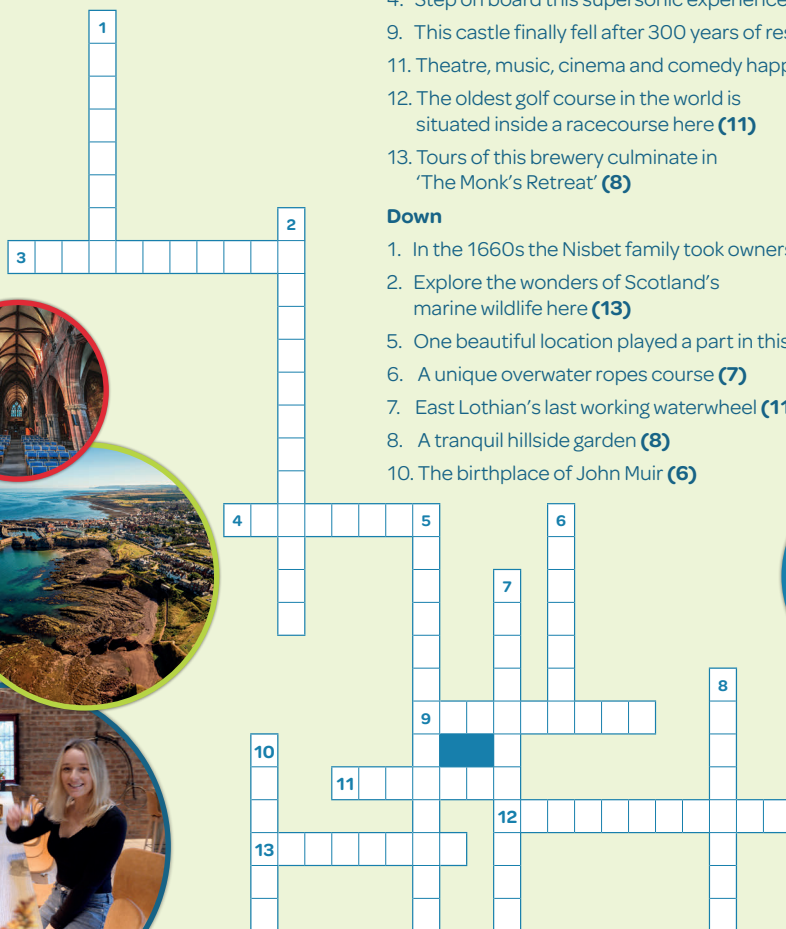 4. Step on board this supersonic experience
9. This castle finally fell after 300 years of res
11. Theatre, music, cinema and comedy happ
12. The oldest golf course in the world is
situated inside a racecourse here (11)
13. Tours of this brewery culminate in
‘The Monk’s Retreat’ (8)
Down
1. In the 1660s the Nisbet family took owners
2. Explore the wonders of Scotland’s
marine wildlife here (13)
5. One beautiful location played a part in this
6. A unique overwater ropes course (7)
7. East Lothian’s last working waterwheel (11
8. A tranquil hillside garden (8)
10. The birthplace of John Muir (6)
1
2
3
4
5
6
7
8
9
10
11
12
13